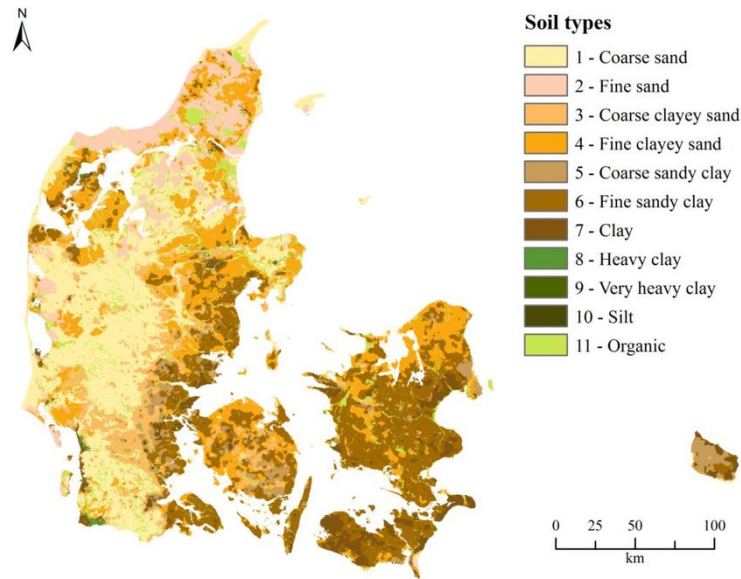 N
Soil types
1 - Coarse sand
2 - Fine sand
3 - Coarse clayey sand
4 - Fine clayey sand
5 - Coarse sandy clay
6 - Fine sandy clay
7 - Clay
8 - Heavy clay
9 - Very heavy clay
10 - Silt
11 - Organic
0 25 50 100
km